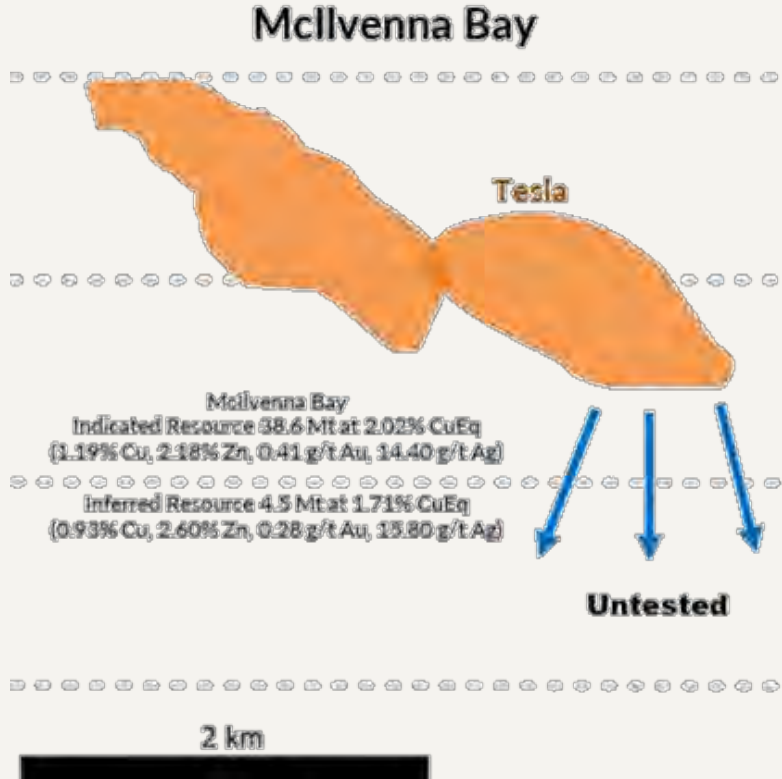 McIlvenna Bay
Tesla
McIlvenna Bay
Indicated Resource 38.6 Mt at 2.02% CuEq
(1.19% Cu, 2.18% Zn, 0.41 g/t Au, 14.40 g/t Ag)
Inferred Resource 4.5 Mt at 1.71% CuEq
(0.93% Cu, 2.60% Zn, 0.28 g/t Au, 15.80 g/t Ag)
Untested
2 km